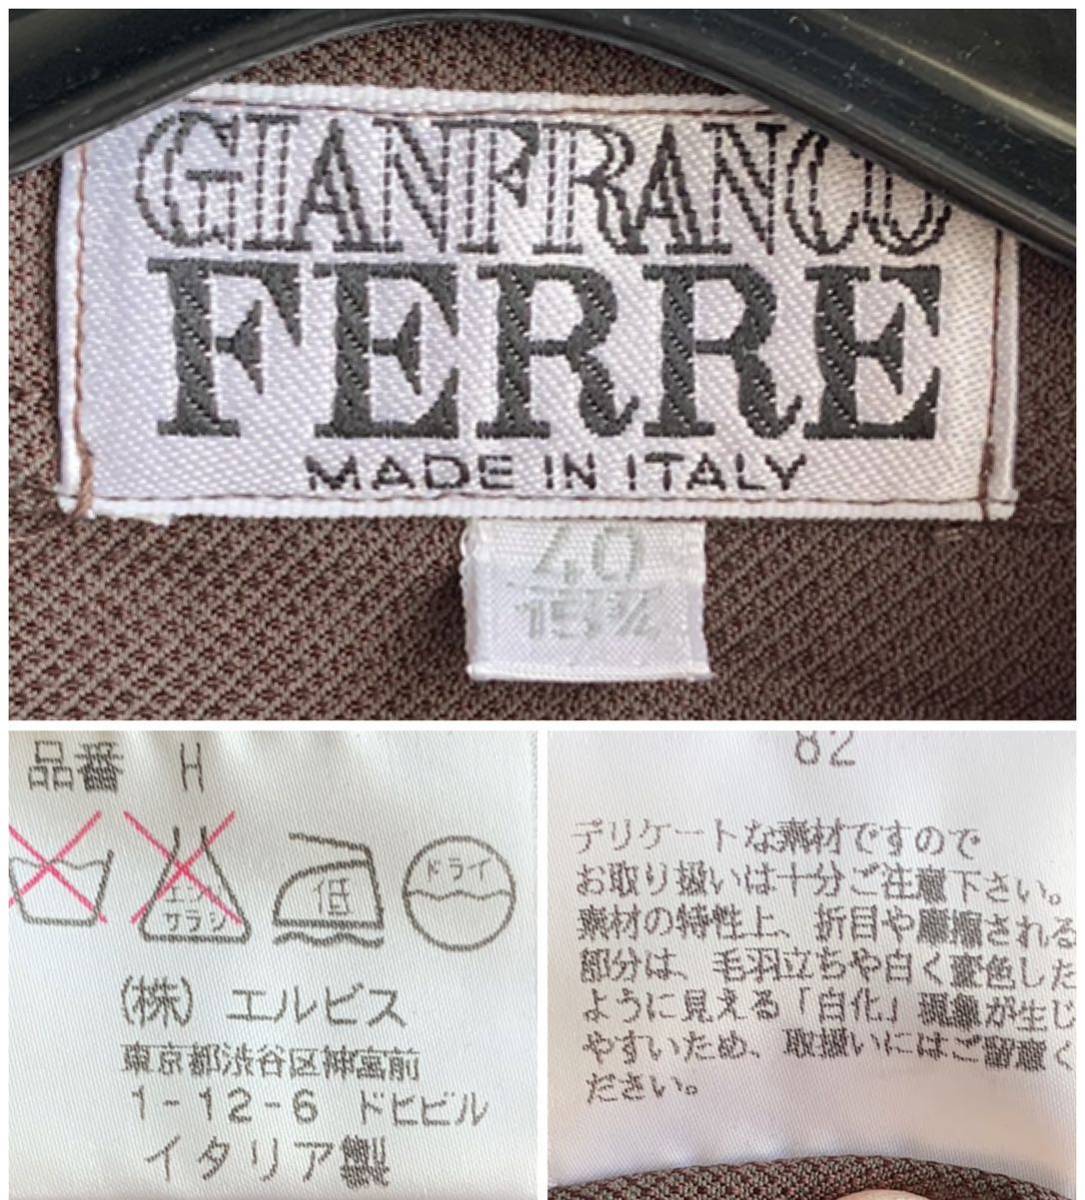 GIANFRANCO
FERRE
MADE IN ITALY
40
15¾
品番 H
エンソ
サラシ
低
ドライ
(株) エルビス
東京都渋谷区神宮前
1-12-6 ドヒビル
イタリア製
82
デリケートな素材ですので
お取り扱いは十分ご注意下さい。
素材の特性上、折目や摩擦される
部分は、毛羽立ちや白く変色した
ように見える「白化」現象が生じ
やすいため、取扱いにはご留意く
ださい。